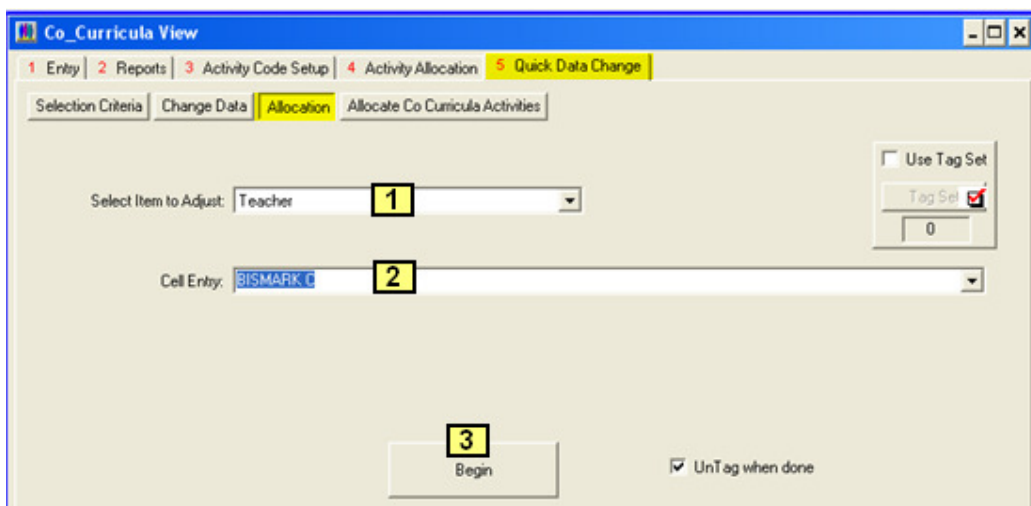 Co_Curricula View
1 Entry 2 Reports 3 Activity Code Setup 4 Activity Allocation 5 Quick Data Change
Selection Criteria Change Data Allocation Allocate Co Curricula Activities
Use Tag Set
Select Item to Adjust: Teacher 1
Tag Set
0
Cell Entry: BISMARK C 2
3
Begin
UnTag when done